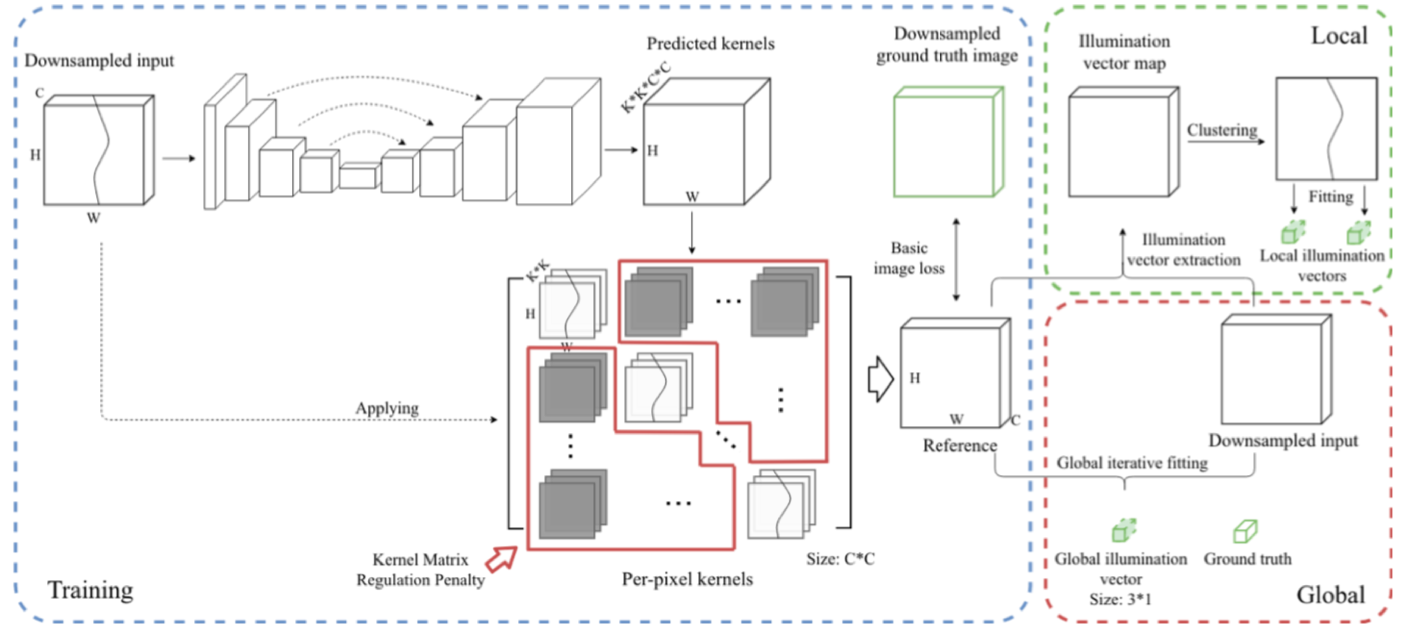 Downsampled input
C
H
W
Predicted kernels
K*K*C*C
H
W
Downsampled
ground truth image
Basic
image loss
K*K
H
W
Applying
Kernel Matrix
Regulation Penalty
Per-pixel kernels
Size: C*C
H
W
C
Reference
Training
Local
Illumination
vector map
Clustering
Fitting
Illumination
vector extraction
Local illumination
vectors
Downsampled input
Global iterative fitting
Global illumination
vector
Size: 3*1
Ground truth
Global